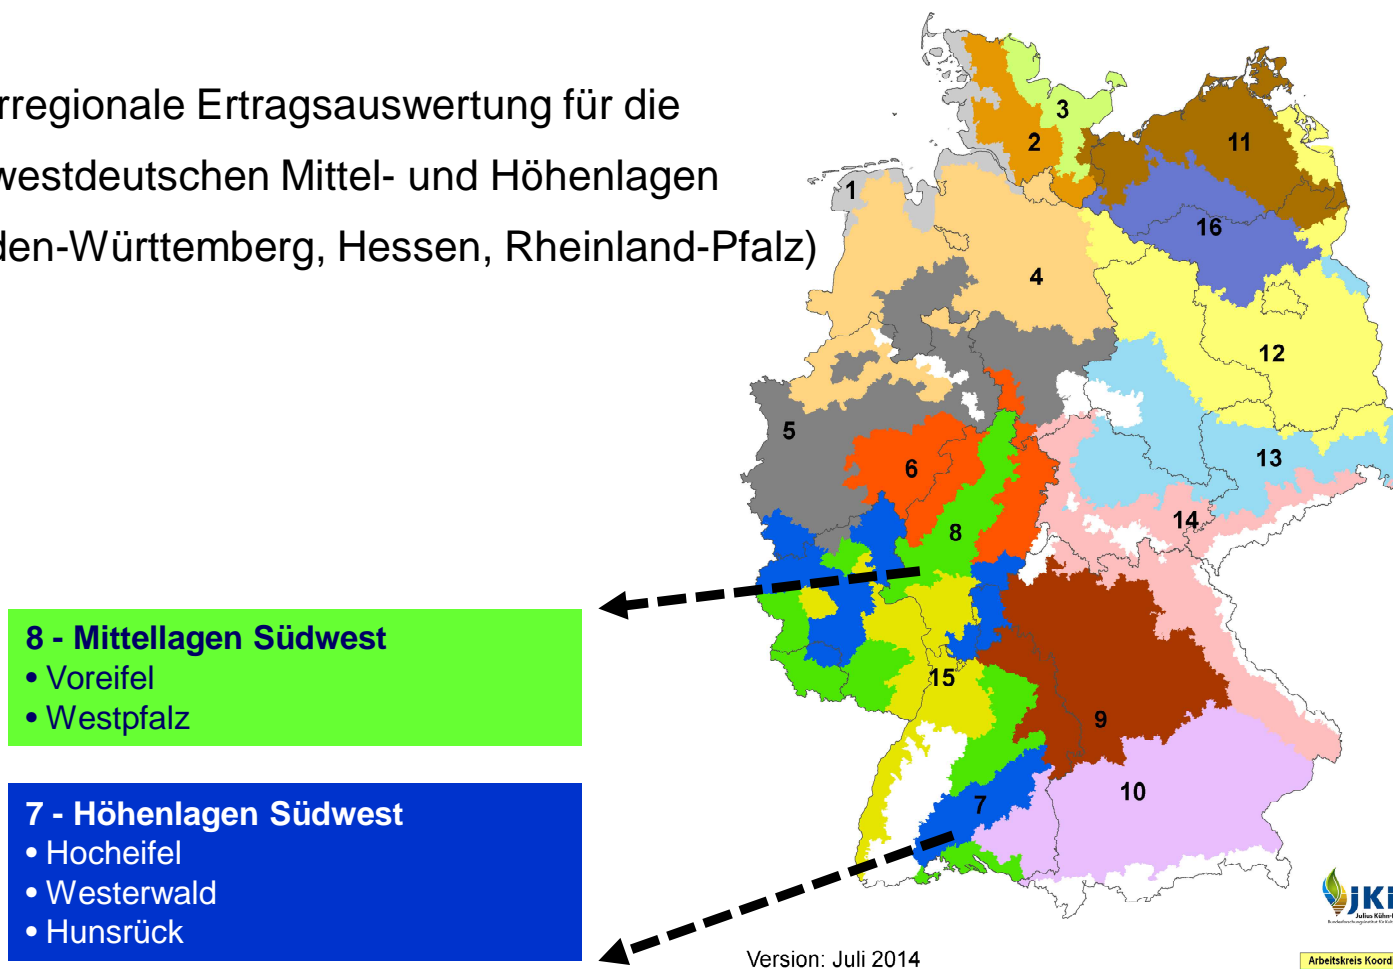 rregionale Ertragsauswertung für die
westdeutschen Mittel- und Höhenlagen
den-Württemberg, Hessen, Rheinland-Pfalz)
3
2
11
1
16
4
12
5
13
6
14
8
15
9
7
10
8 - Mittellagen Südwest
• Voreifel
• Westpfalz
7 - Höhenlagen Südwest
• Hocheifel
• Westerwald
• Hunsrück
Version: Juli 2014
JKi
Julius Kühn-
Arbeitskreis Koord